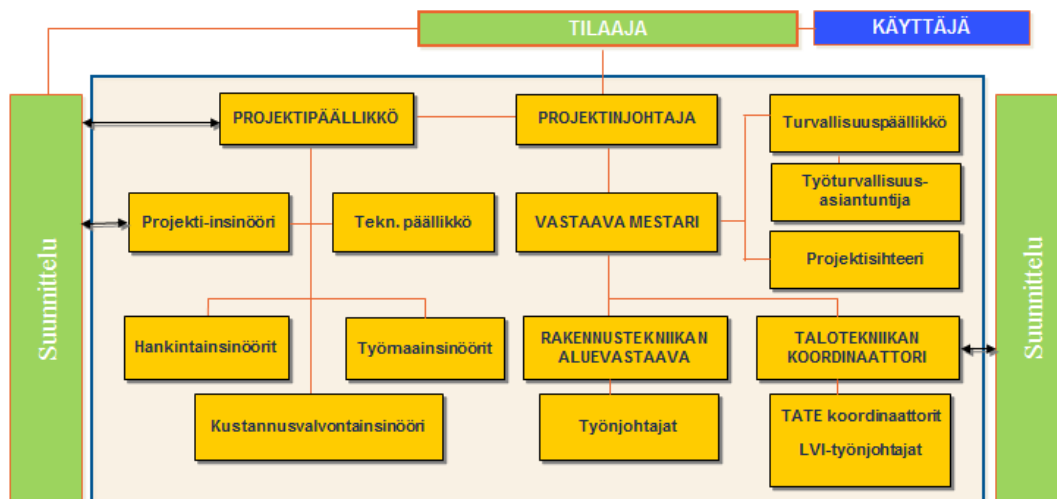 TILAAJA
KÄYTTÄJÄ
Suunnittelu
PROJEKTIPÄÄLLIKKÖ
PROJEKTINJOHTAJA
Turvallisuuspäällikkö
Työturvallisuus-
asiantuntija
Projekti-insinööri
Tekn. päällikkö
VASTAAVA MESTARI
Projektisihteeri
Hankintainsinöörit
Työmaainsinöörit
RAKENNUSTEKNIIKAN
ALUEVASTAAVA
TALOTEKNIIKAN
KOORDINAATTORI
Kustannusvalvontainsinööri
Työnjohtajat
TATE koordinaattorit
LVI-työnjohtajat
Suunnittelu